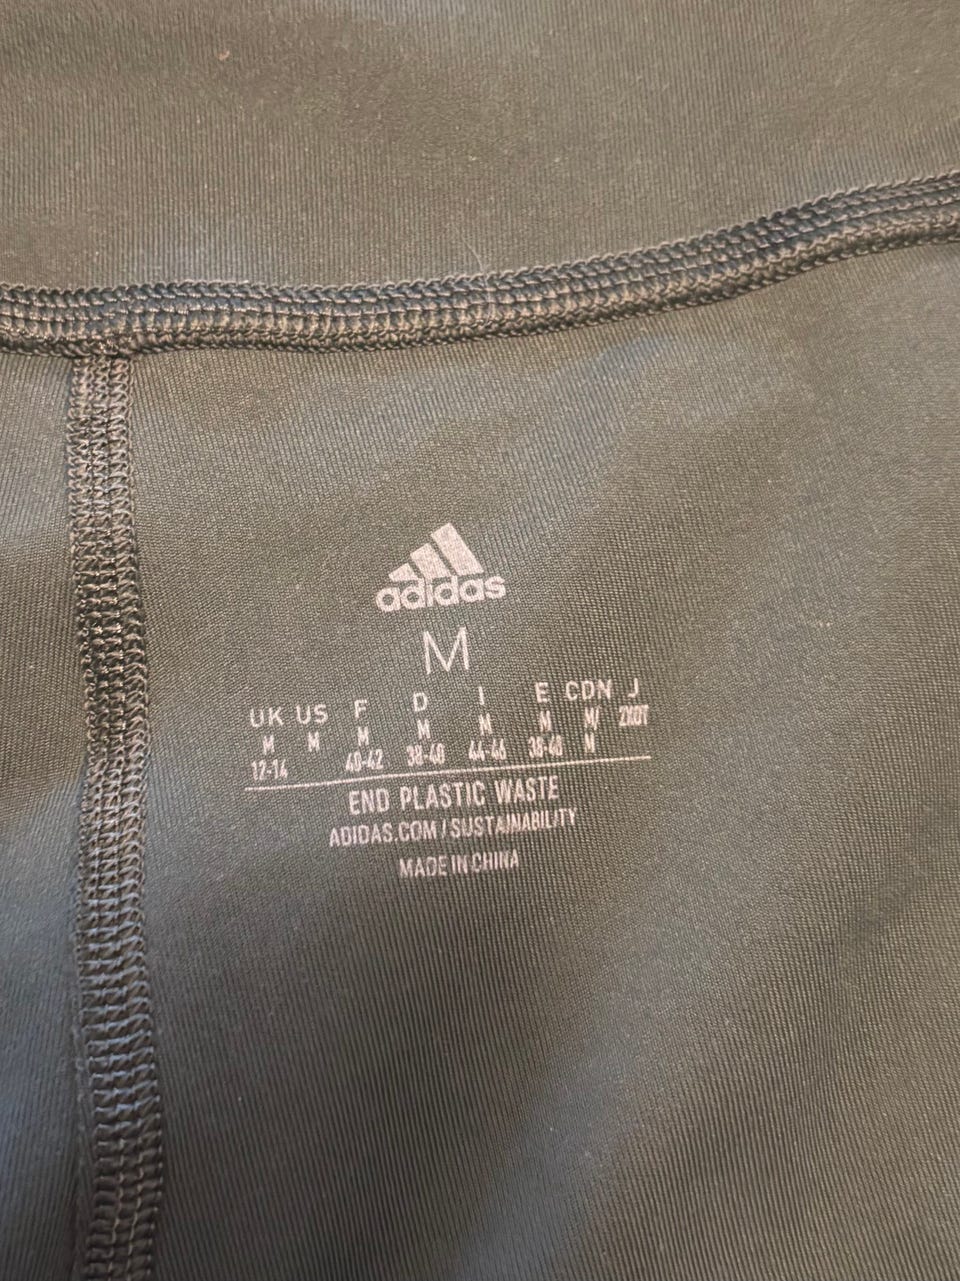 adidas
M
UK US F D I E CDN J
M M M M M M M/ 2XOT
12-14 40-42 38-40 44-46 38-40 M
END PLASTIC WASTE
ADIDAS.COM/SUSTAINABILITY
MADE IN CHINA